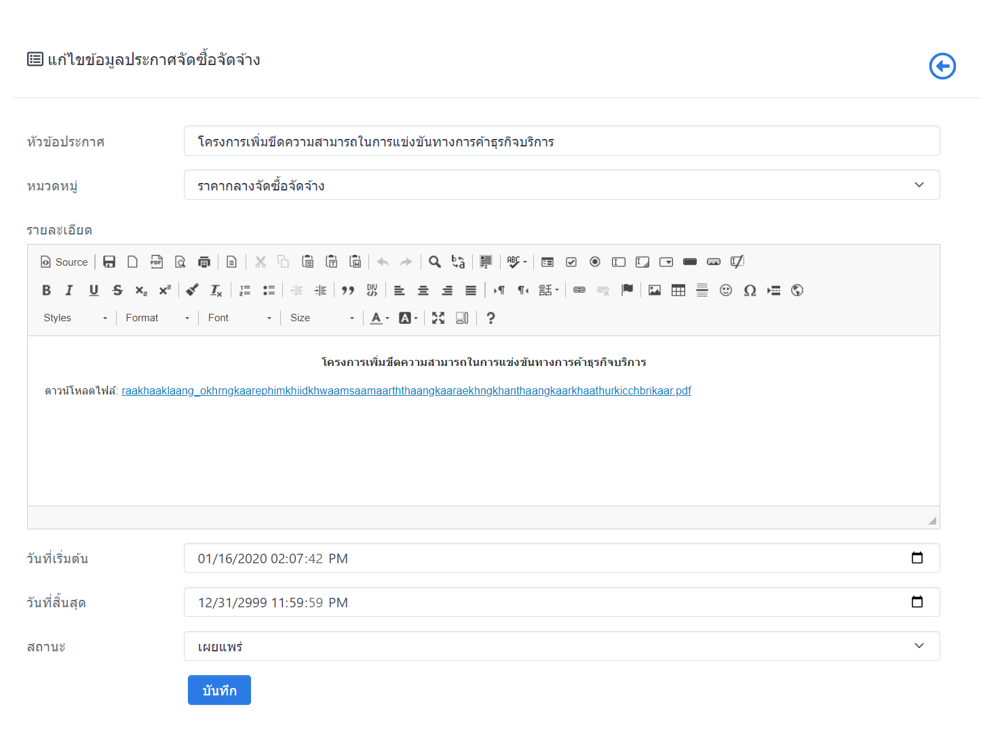 แก้ไขข้อมูลประกาศจัดซื้อจัดจ้าง
หัวข้อประกาศ
โครงการเพิ่มขีดความสามารถในการแข่งขันทางการค้าธุรกิจบริการ
หมวดหมู่
ราคากลางจัดซื้อจัดจ้าง
รายละเอียด
Source
Styles Format Font Size
โครงการเพิ่มขีดความสามารถในการแข่งขันทางการค้าธุรกิจบริการ
ดาวน์โหลดไฟล์: raakhaaklaang_okhrngkaarephimkhiidkhwaamsaamaarththaangkaaraekhngkhanthaangkaarkhaathurkicchbrikaar.pdf
วันที่เริ่มต้น
01/16/2020 02:07:42 PM
วันที่สิ้นสุด
12/31/2999 11:59:59 PM
สถานะ
เผยแพร่
บันทึก